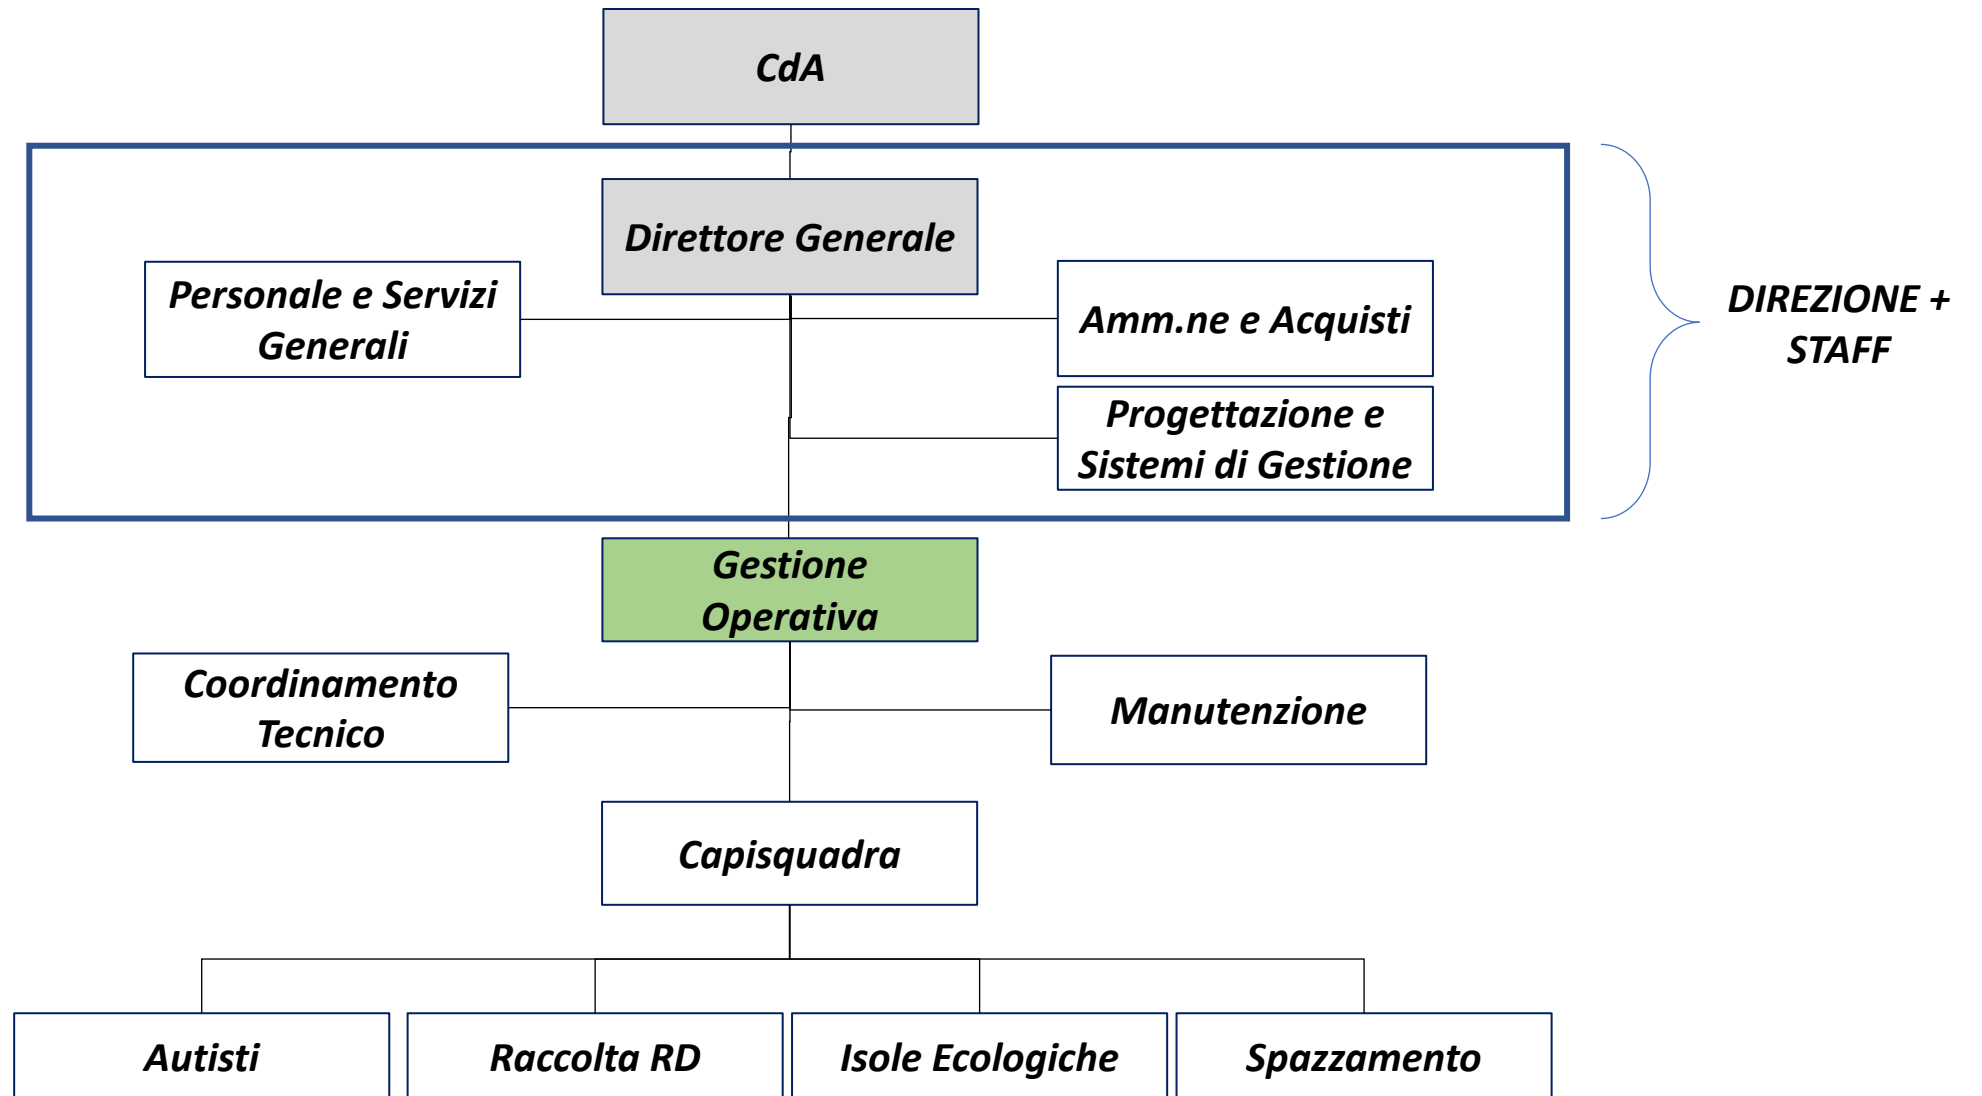 CdA
Direttore Generale
Personale e Servizi
Generali
Amm.ne e Acquisti
Progettazione e
Sistemi di Gestione
DIREZIONE +
STAFF
Gestione
Operativa
Coordinamento
Tecnico
Manutenzione
Capisquadra
Autisti
Raccolta RD
Isole Ecologiche
Spazzamento